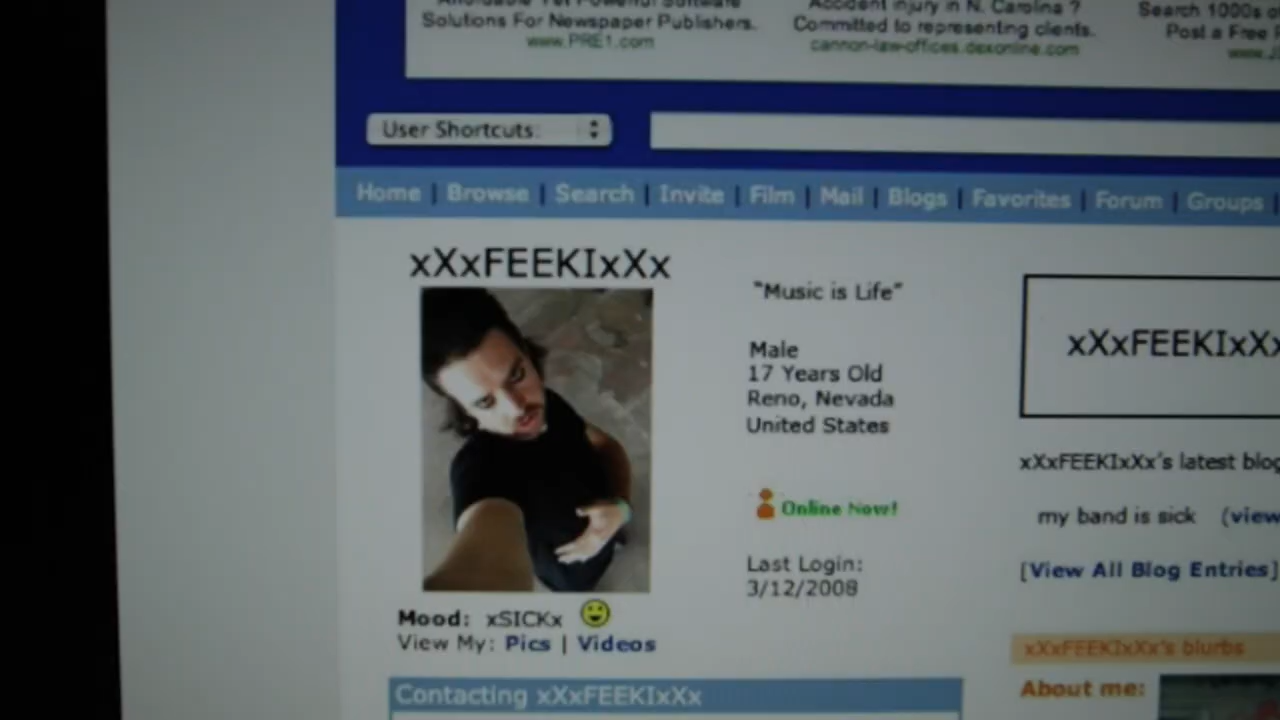 Affordable Yet Powerful Software
Solutions For Newspaper Publishers.
www.PRE1.com
Accident injury in N. Carolina ?
Committed to representing clients.
cannon-law-offices.dexonline.com
Search 1000s
Post a Free
User Shortcuts:
Home | Browse | Search | Invite | Film | Mail | Blogs | Favorites | Forum | Groups |
xXxFEEKIxXx
"Music is Life"
Male
17 Years Old
Reno, Nevada
United States
Online Now!
Last Login:
3/12/2008
Mood: xSICKx
View My: Pics | Videos
Contacting xXxFEEKIxXx
xXxFEEKIxXx
xXxFEEKIxXx's latest blog
my band is sick (view
[View All Blog Entries]
xXxFEEKIxXx's blurbs
About me: